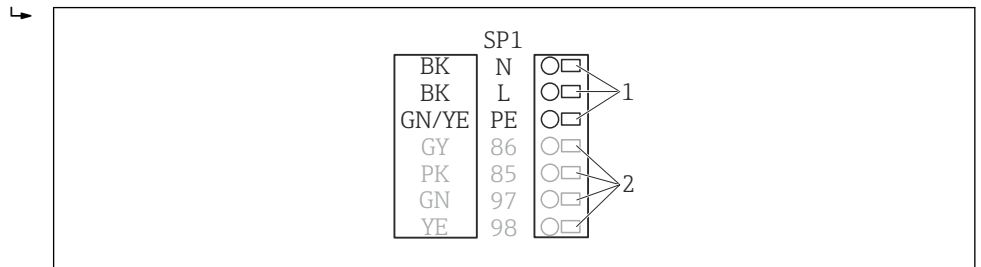 SP1
BK N
BK L 1
GN/YE PE
GY 86
PK 85 2
GN 97
YE 98